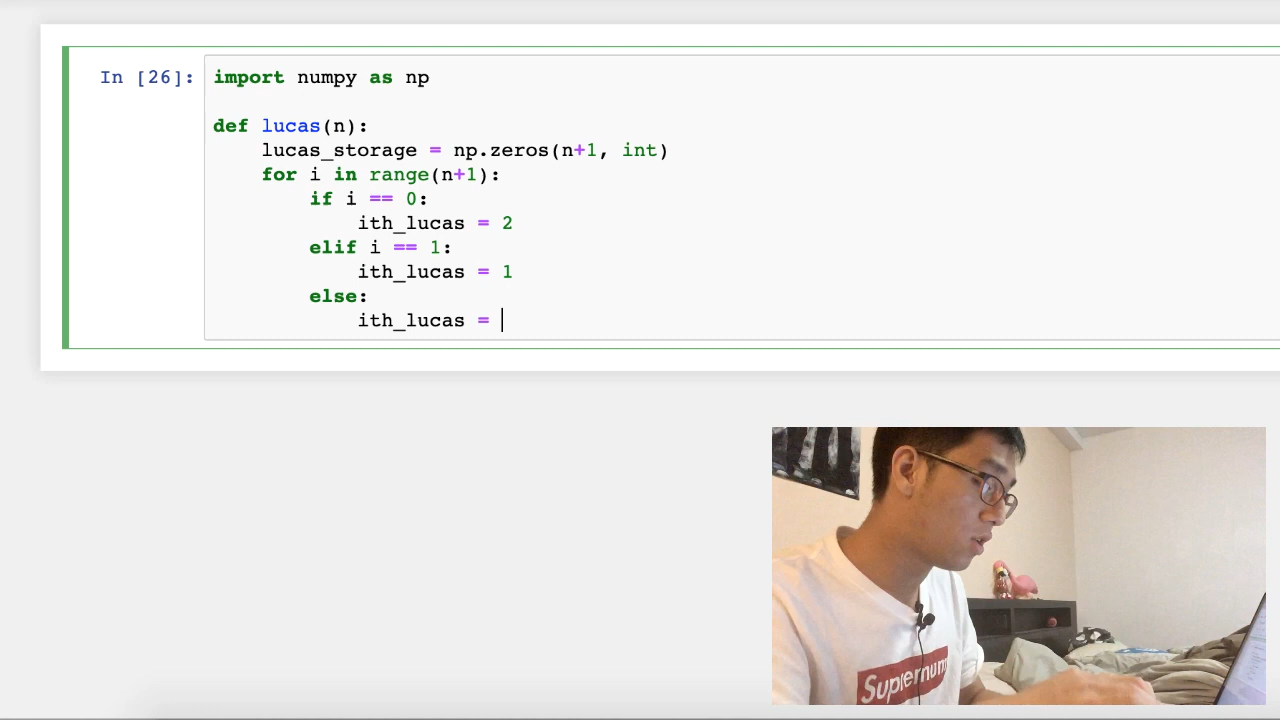 In [26]:
import numpy as np
def lucas(n):
lucas_storage = np.zeros(n+1, int)
for i in range(n+1):
if i == 0:
ith_lucas = 2
elif i == 1:
ith_lucas = 1
else:
ith_lucas =